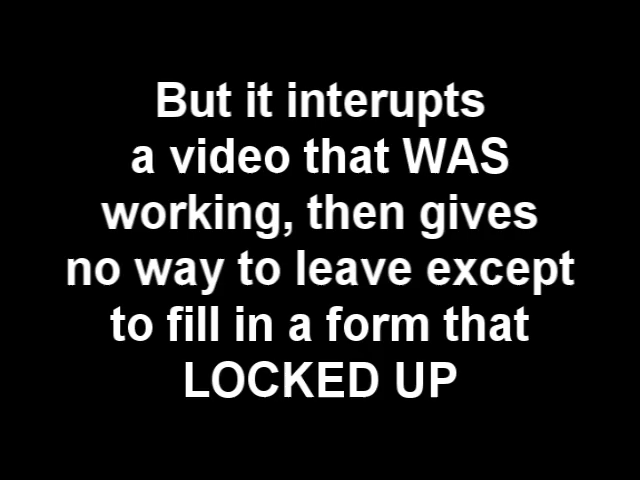 But it interupts
a video that WAS
working, then gives
no way to leave except
to fill in a form that
LOCKED UP